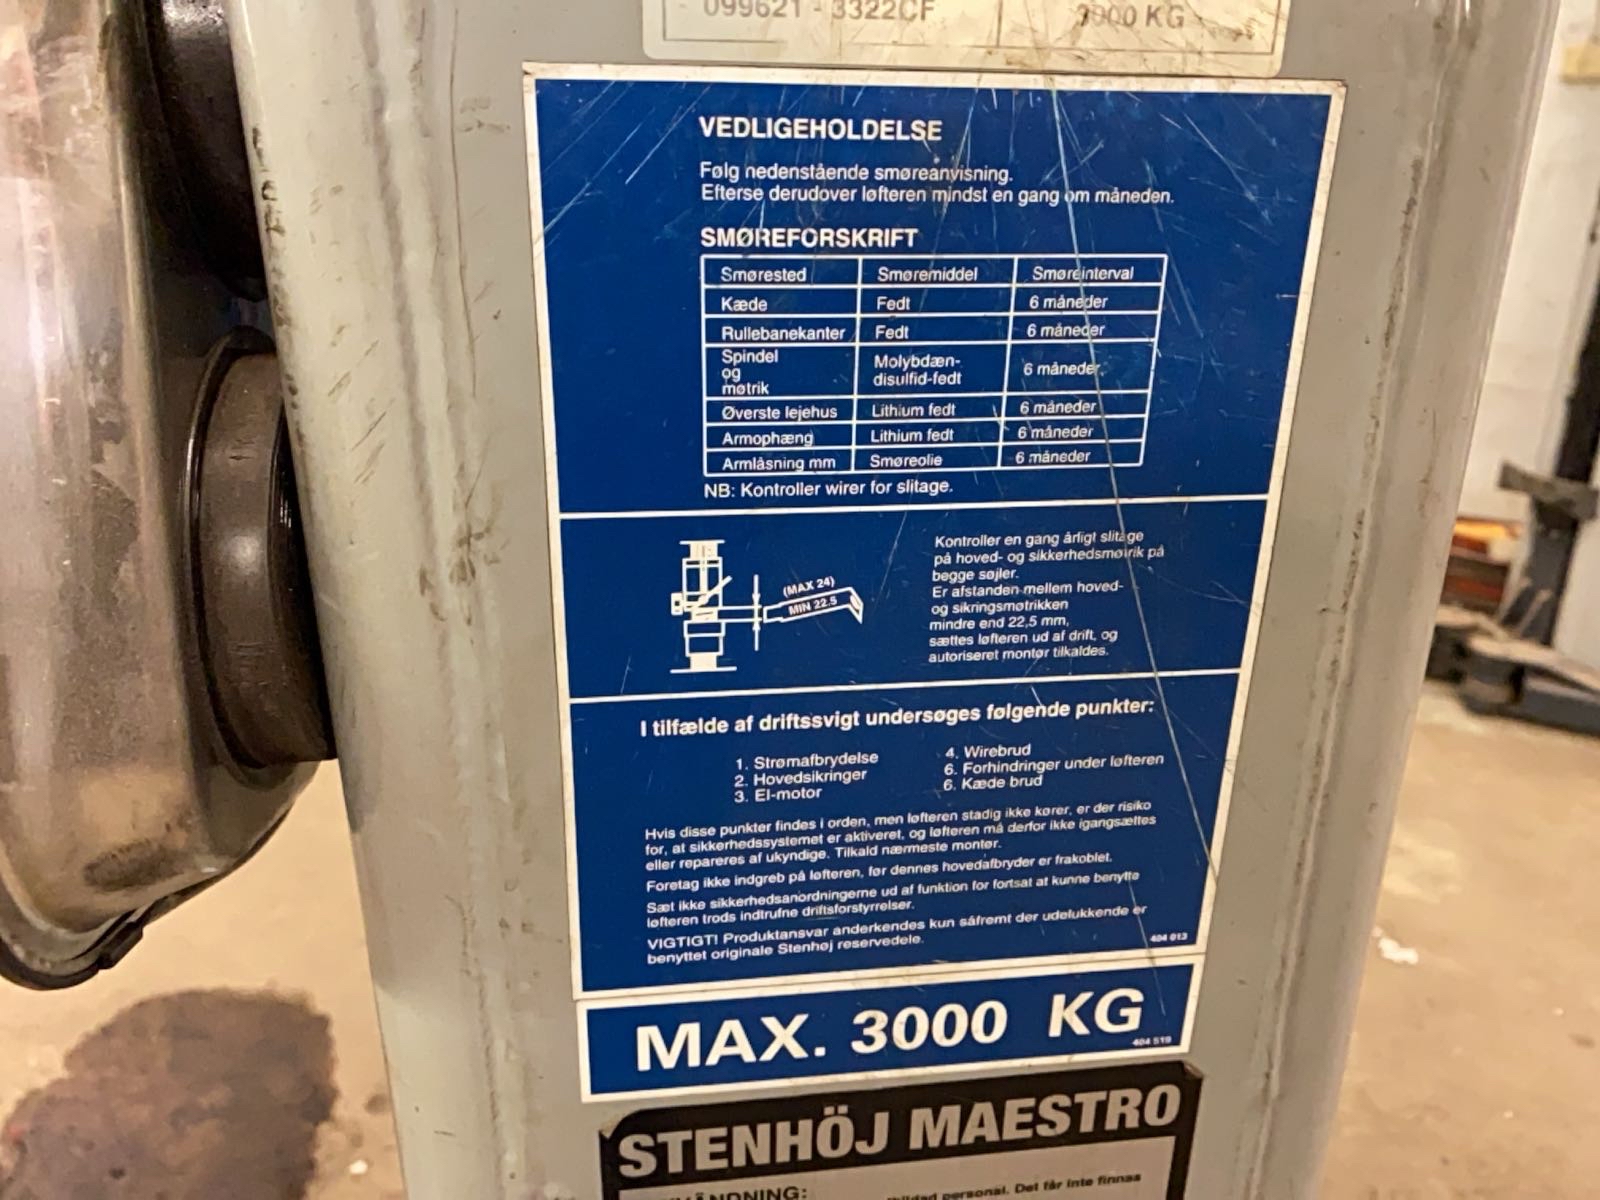 099621 - 3322CF
3000 KG
VEDLIGEHOLDELSE
Følg nedenstående smøreanvisning.
Efterse derudover løfteren mindst en gang om måneden.
SMØREFORSKRIFT
Smørested Smøremiddel Smøreinterval
Kæde Fedt 6 måneder
Rullebanekanter Fedt 6 måneder
Spindel
og
møtrik
Molybdæn-
disulfid-fedt
6 måneder
Øverste lejehus Lithium fedt 6 måneder
Armophæng Lithium fedt 6 måneder
Armlåsning mm Smøreolie 6 måneder
NB: Kontroller wirer for slitage.
(MAX 24)
MIN 22.5
Kontroller en gang årligt slitage
på hoved- og sikkerhedsmøtrik på
begge søjler.
Er afstanden mellem hoved-
og sikringsmøtrikken
mindre end 22,5 mm,
sættes løfteren ud af drift, og
autoriseret montør tilkaldes.
I tilfælde af driftssvigt undersøges følgende punkter:
1. Strømafbrydelse
2. Hovedsikringer
3. El-motor
4. Wirebrud
6. Forhindringer under løfteren
6. Kæde brud
Hvis disse punkter findes i orden, men løfteren stadig ikke kører, er der risiko
for, at sikkerhedssystemet er aktiveret, og løfteren må derfor ikke igangsættes
eller repareres af ukyndige. Tilkald nærmeste montør.
Foretag ikke indgreb på løfteren, før dennes hovedafbryder er frakoblet.
Sæt ikke sikkerhedsanordningerne ud af funktion for fortsat at kunne benytte
løfteren trods indtrufne driftsforstyrrelser.
VIGTIGT! Produktansvar anderkendes kun såfremt der udelukkende er
benyttet originale Stenhøj reservedele.
404 013
MAX. 3000 KG
404 519
STENHÖJ MAESTRO
personal. Det får inte finnas